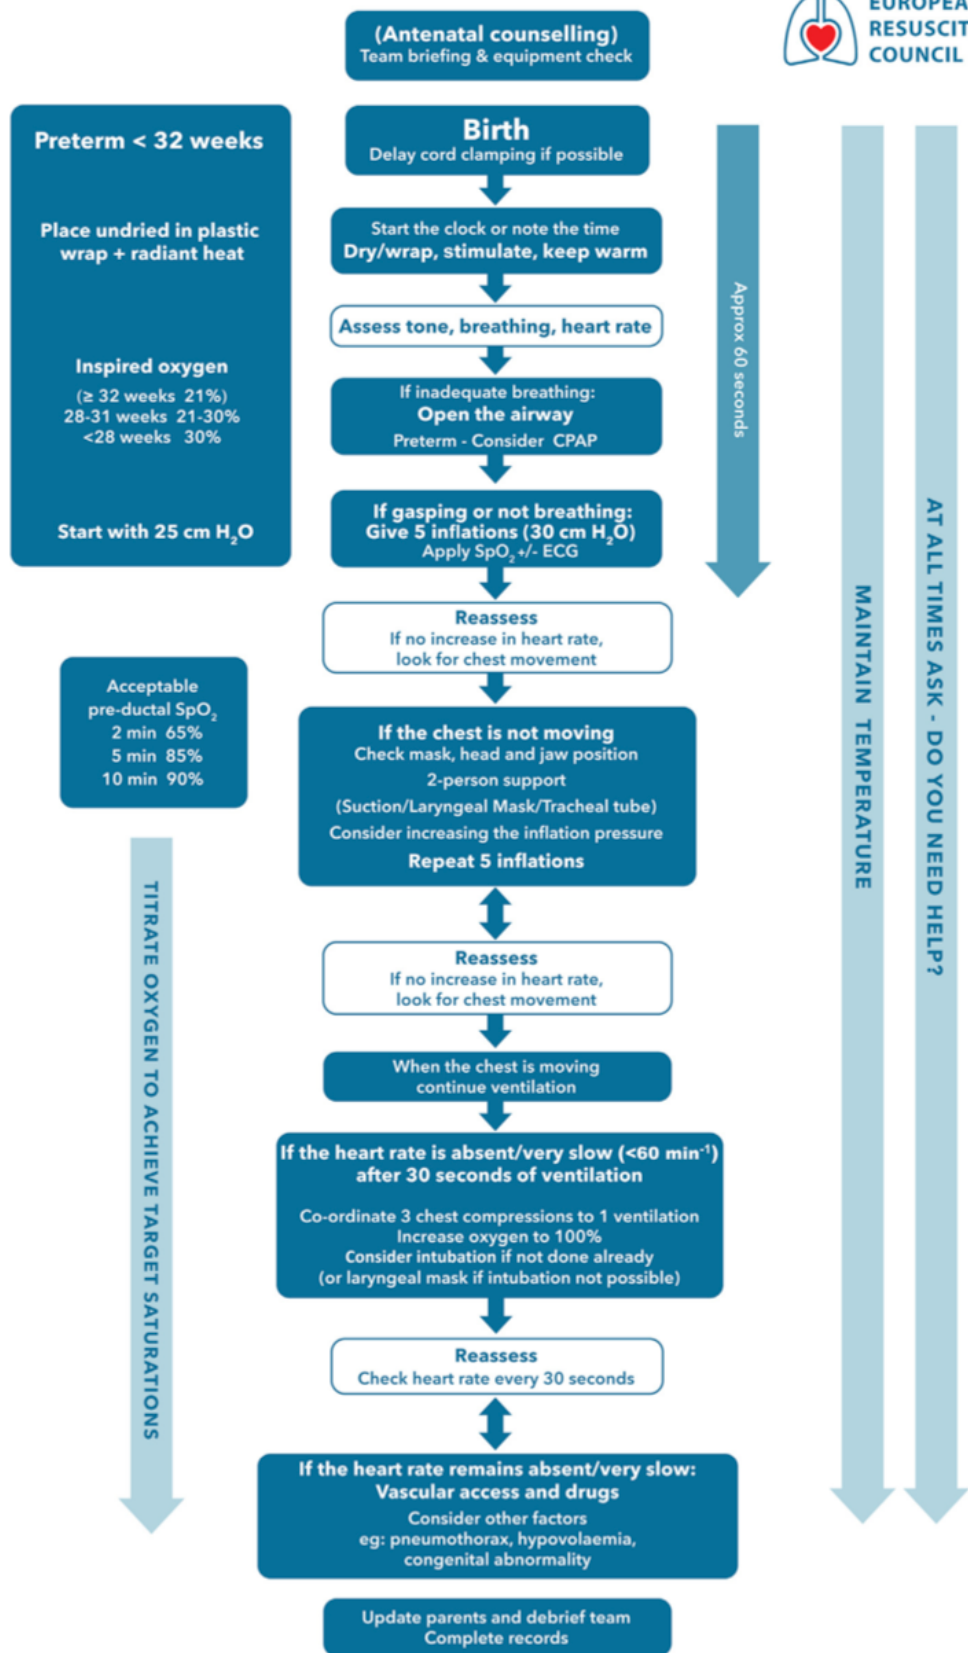 EUROPEA
RESUSCIT
COUNCIL
(Antenatal counselling)
Team briefing & equipment check
Birth
Delay cord clamping if possible
Start the clock or note the time
Dry/wrap, stimulate, keep warm
Assess tone, breathing, heart rate
If inadequate breathing:
Open the airway
Preterm - Consider CPAP
If gasping or not breathing:
Give 5 inflations (30 cm H₂O)
Apply SpO₂ +/- ECG
Reassess
If no increase in heart rate,
look for chest movement
If the chest is not moving
Check mask, head and jaw position
2-person support
(Suction/Laryngeal Mask/Tracheal tube)
Consider increasing the inflation pressure
Repeat 5 inflations
Reassess
If no increase in heart rate,
look for chest movement
When the chest is moving
continue ventilation
If the heart rate is absent/very slow (<60 min⁻¹)
after 30 seconds of ventilation
Co-ordinate 3 chest compressions to 1 ventilation
Increase oxygen to 100%
Consider intubation if not done already
(or laryngeal mask if intubation not possible)
Reassess
Check heart rate every 30 seconds
If the heart rate remains absent/very slow:
Vascular access and drugs
Consider other factors
eg: pneumothorax, hypovolaemia,
congenital abnormality
Update parents and debrief team
Complete records
Preterm < 32 weeks
Place undried in plastic
wrap + radiant heat
Inspired oxygen
(≥ 32 weeks 21%)
28-31 weeks 21-30%
<28 weeks 30%
Start with 25 cm H₂O
Acceptable
pre-ductal SpO₂
2 min 65%
5 min 85%
10 min 90%
TITRATE OXYGEN TO ACHIEVE TARGET SATURATIONS
Approx 60 seconds
MAINTAIN TEMPERATURE
AT ALL TIMES ASK - DO YOU NEED HELP?